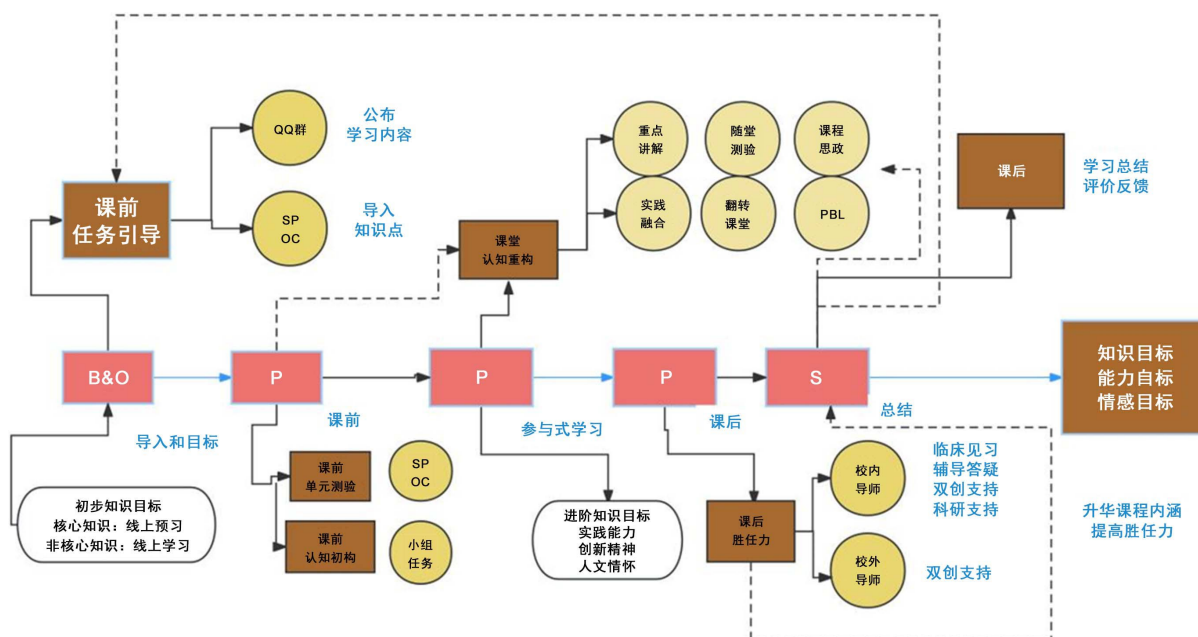 QQ群
公布
学习内容
课前
任务引导
SP
OC
导入
知识点
重点
讲解
随堂
测验
课程
思政
实践
融合
翻转
课堂
PBL
课堂
认知重构
课后
学习总结
评价反馈
B&O
P
P
P
S
知识目标
能力自标
情感目标
导入和目标
课前
参与式学习
课后
总结
初步知识目标
核心知识：线上预习
非核心知识：线上学习
课前
单元测验
SP
OC
课前
认知初构
小组
任务
进阶知识目标
实践能力
创新精神
人文情怀
课后
胜任力
校内
导师
临床见习
辅导答疑
双创支持
科研支持
校外
导师
双创支持
升华课程内涵
提高胜任力